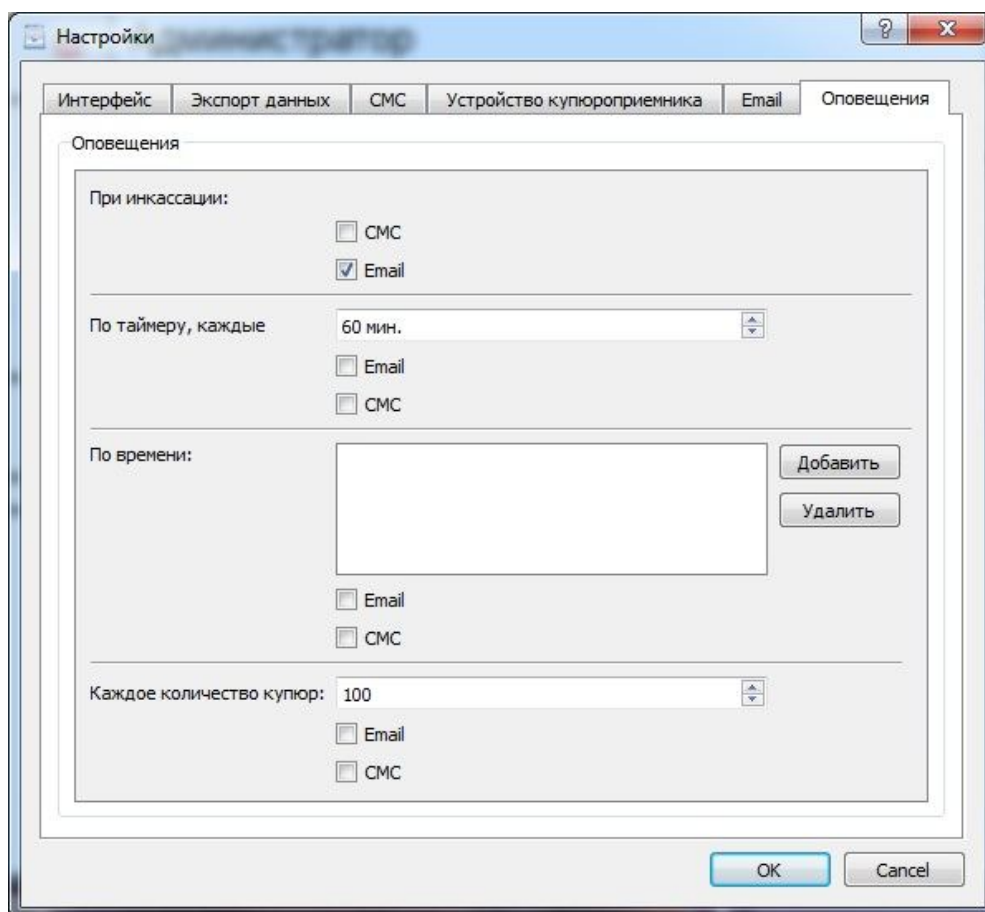 Настройки
Администратор
Интерфейс Экспорт данных СМС Устройство купюроприемника Email Оповещения
Оповещения
При инкассации:
СМС
Email
По таймеру, каждые 60 мин.
Email
СМС
По времени: Добавить
Удалить
Email
СМС
Каждое количество купюр: 100
Email
СМС
OK Cancel